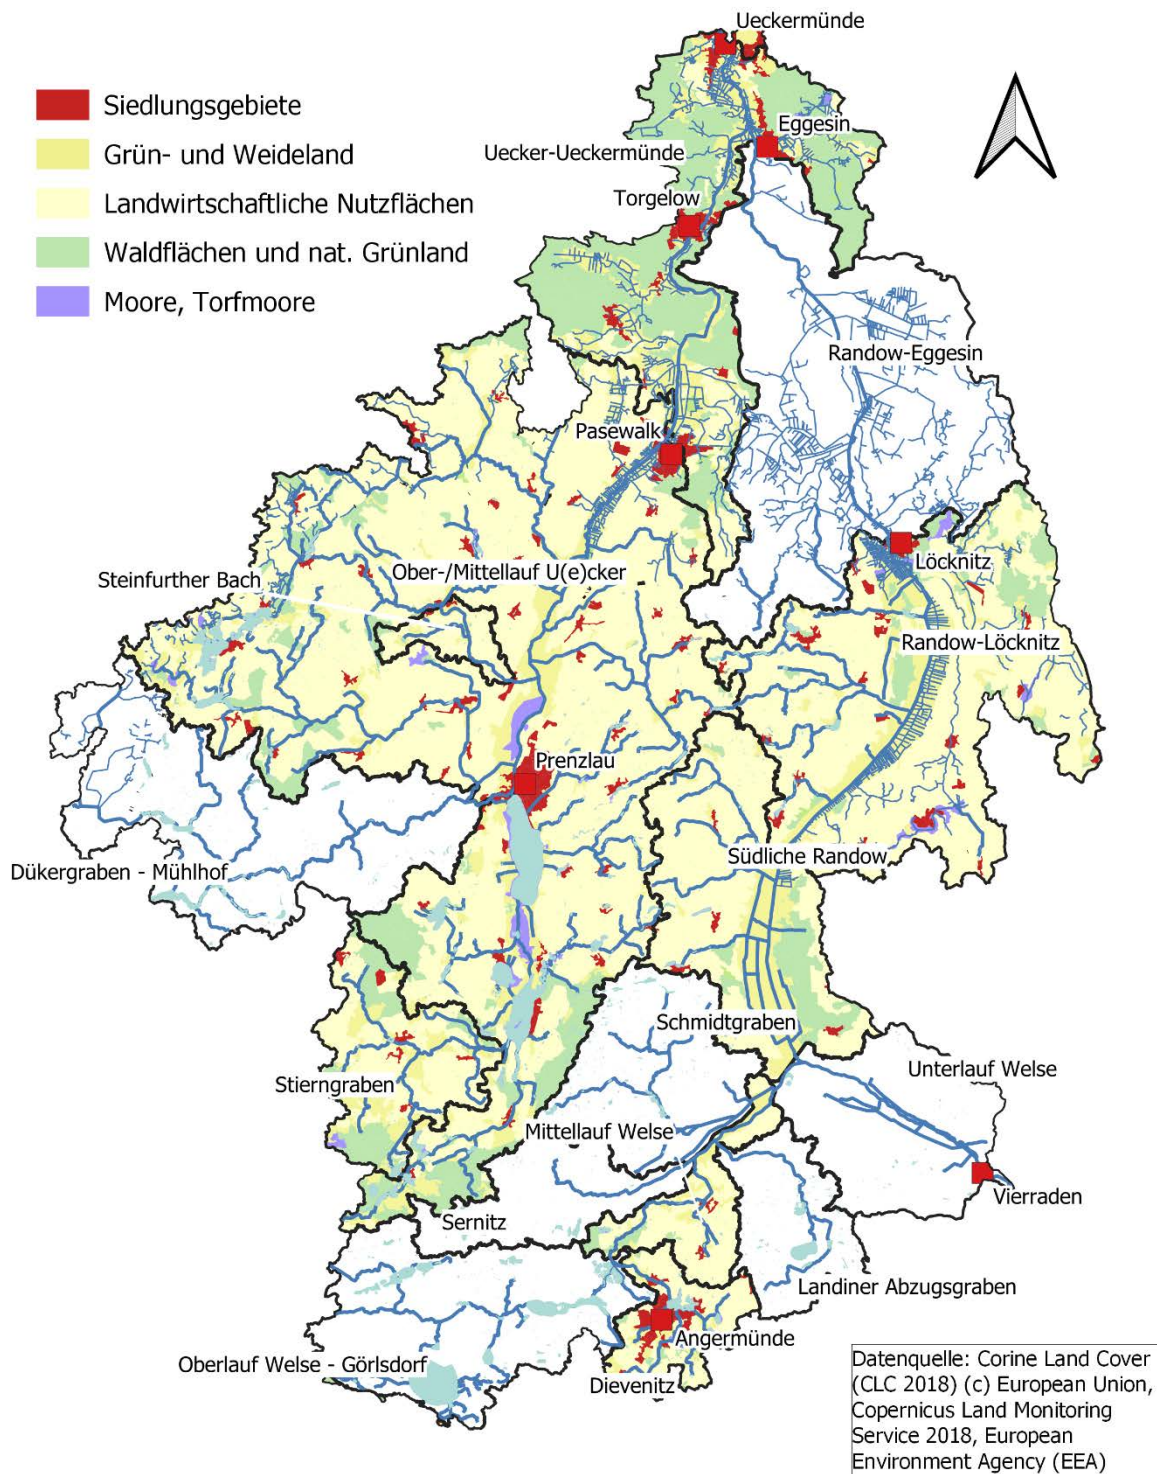 Ueckermünde
Siedlungsgebiete
Grün- und Weideland
Landwirtschaftliche Nutzflächen
Waldflächen und nat. Grünland
Moore, Torfmoore
Eggesin
Uecker-Ueckermünde
Torgelow
Randow-Eggesin
Pasewalk
Löcknitz
Steinfurther Bach
Ober-/Mittellauf U(e)cker
Randow-Löcknitz
Prenzlau
Dükergraben - Mühlhof
Südliche Randow
Schmidtgraben
Stierngraben
Unterlauf Welse
Mittellauf Welse
Vierraden
Sernitz
Landiner Abzugsgraben
Angermünde
Oberlauf Welse - Görlsdorf
Dievenitz
Datenquelle: Corine Land Cover
(CLC 2018) (c) European Union,
Copernicus Land Monitoring
Service 2018, European
Environment Agency (EEA)